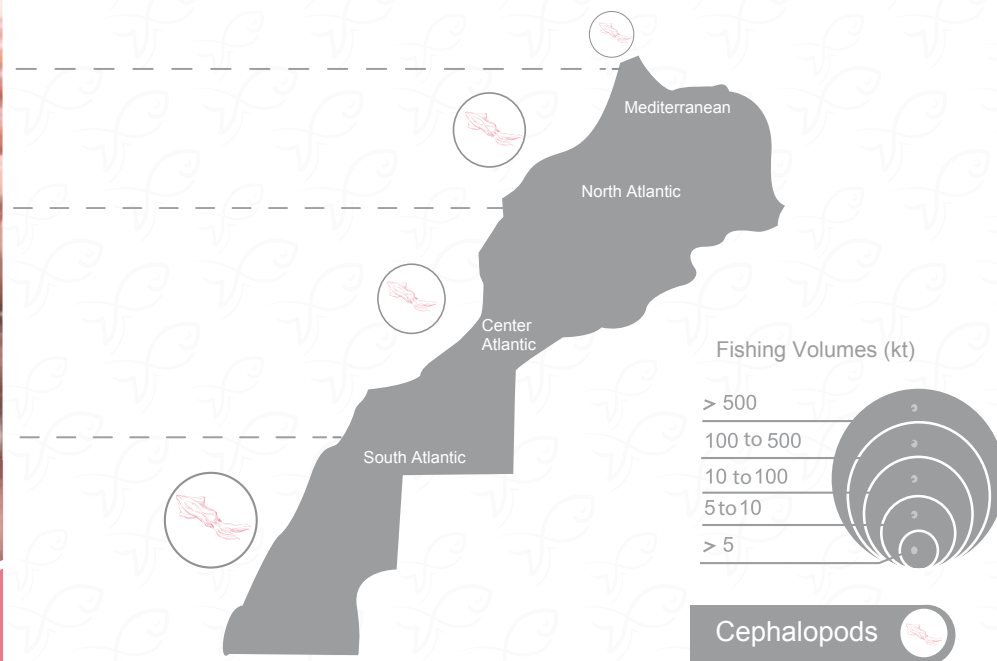 Mediterranean
North Atlantic
Center
Atlantic
South Atlantic
Fishing Volumes (kt)
> 500
100 to 500
10 to 100
5 to 10
> 5
Cephalopods